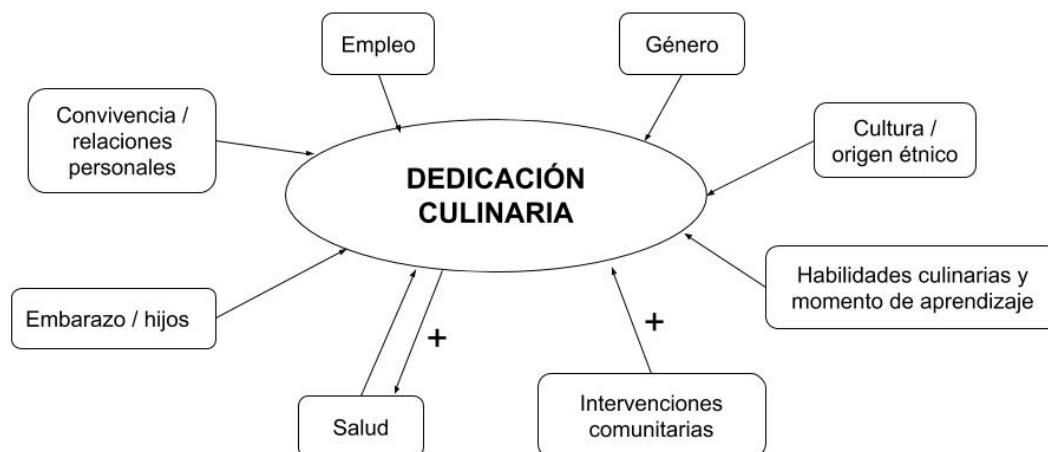 Empleo
Género
Convivencia /
relaciones
personales
Cultura /
origen étnico
DEDICACIÓN
CULINARIA
Habilidades culinarias y
momento de aprendizaje
Embarazo / hijos
+
+
Salud
Intervenciones
comunitarias